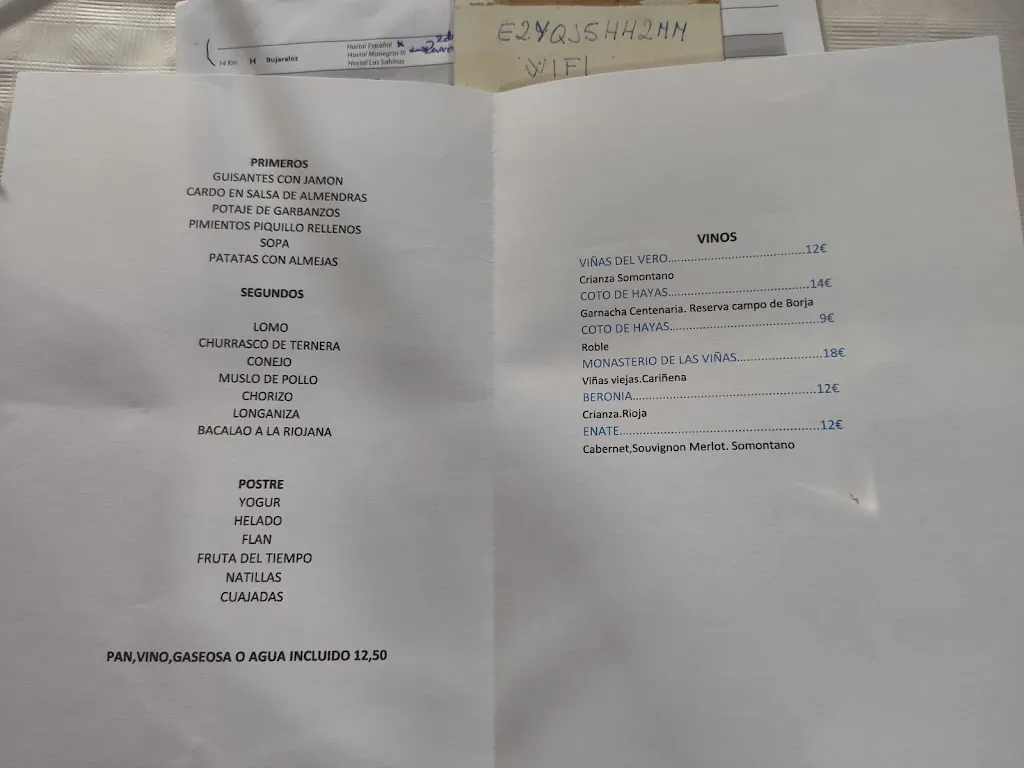 14 Km H Bujaraloz
Hostal Español
Hostal Monegros II
Hostal Las Sabinas
E2YQJ5HH2MM
WIFI
PRIMEROS
GUISANTES CON JAMON
CARDO EN SALSA DE ALMENDRAS
POTAJE DE GARBANZOS
PIMIENTOS PIQUILLO RELLENOS
SOPA
PATATAS CON ALMEJAS
SEGUNDOS
LOMO
CHURRASCO DE TERNERA
CONEJO
MUSLO DE POLLO
CHORIZO
LONGANIZA
BACALAO A LA RIOJANA
POSTRE
YOGUR
HELADO
FLAN
FRUTA DEL TIEMPO
NATILLAS
CUAJADAS
PAN,VINO,GASEOSA O AGUA INCLUIDO 12,50
VINOS
VIÑAS DEL VERO.......................................12€
Crianza Somontano
COTO DE HAYAS.......................................14€
Garnacha Centenaria. Reserva campo de Borja
COTO DE HAYAS.........................................9€
Roble
MONASTERIO DE LAS VIÑAS.......................18€
Viñas viejas.Cariñena
BERONIA..................................................12€
Crianza.Rioja
ENATE......................................................12€
Cabernet,Souvignon Merlot. Somontano